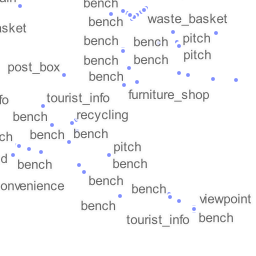 bench
bench
waste_basket
asket
bench
bench
pitch
pitch
bench
bench
post_box
bench
furniture_shop
fo
tourist_info
recycling
bench
bench
bench
ch
pitch
d
bench
bench
bench
onvenience
bench
viewpoint
bench
tourist_info
bench